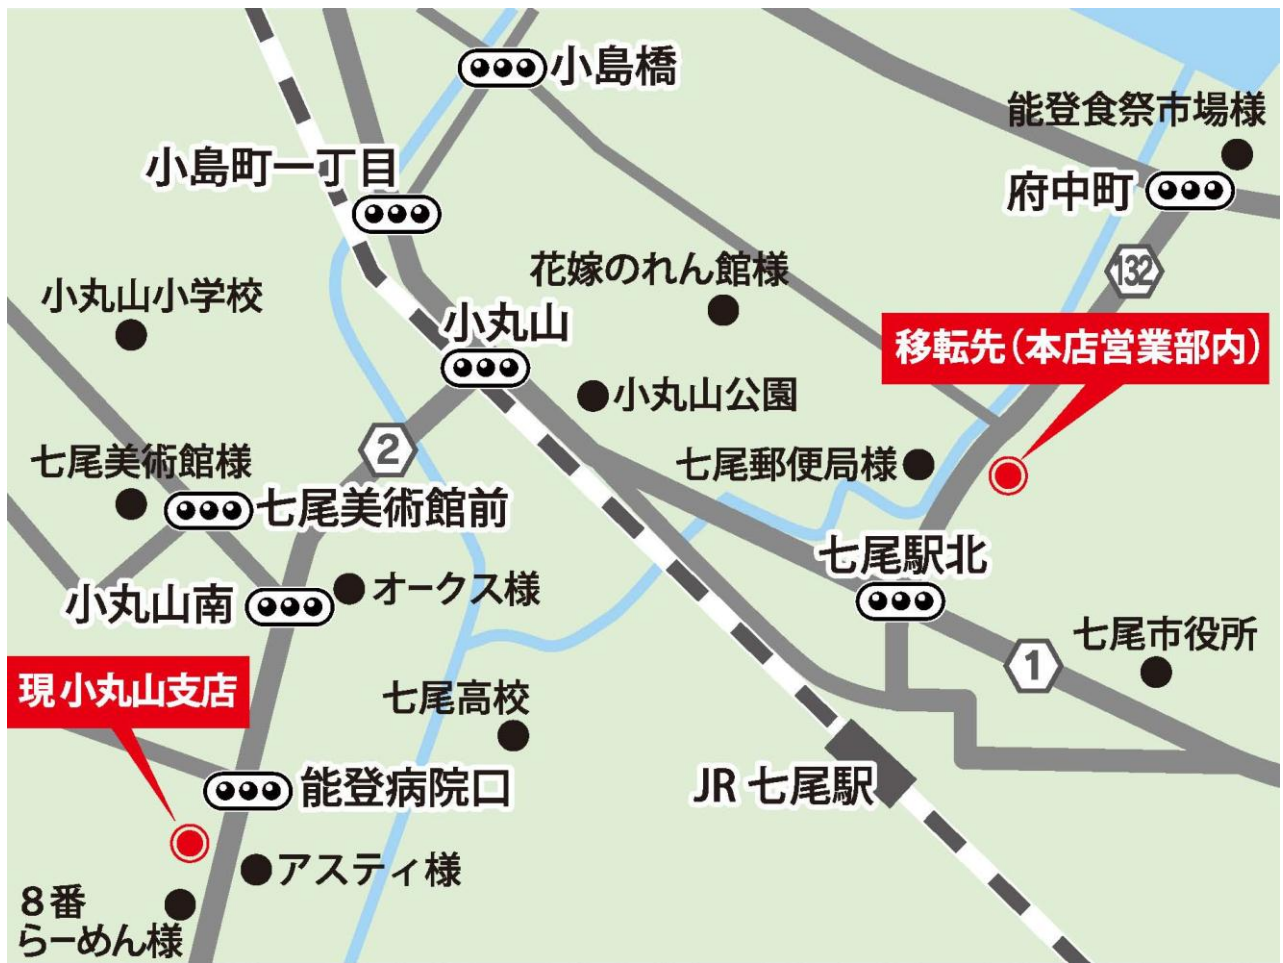 小島橋
能登食祭市場様
小島町一丁目
府中町
132
花嫁のれん館様
小丸山小学校
小丸山
移転先(本店営業部内)
小丸山公園
2
七尾美術館様
七尾郵便局様
七尾美術館前
七尾駅北
オークス様
小丸山南
七尾市役所
1
現 小丸山支店
七尾高校
能登病院口
JR 七尾駅
アスティ様
8番
らーめん様